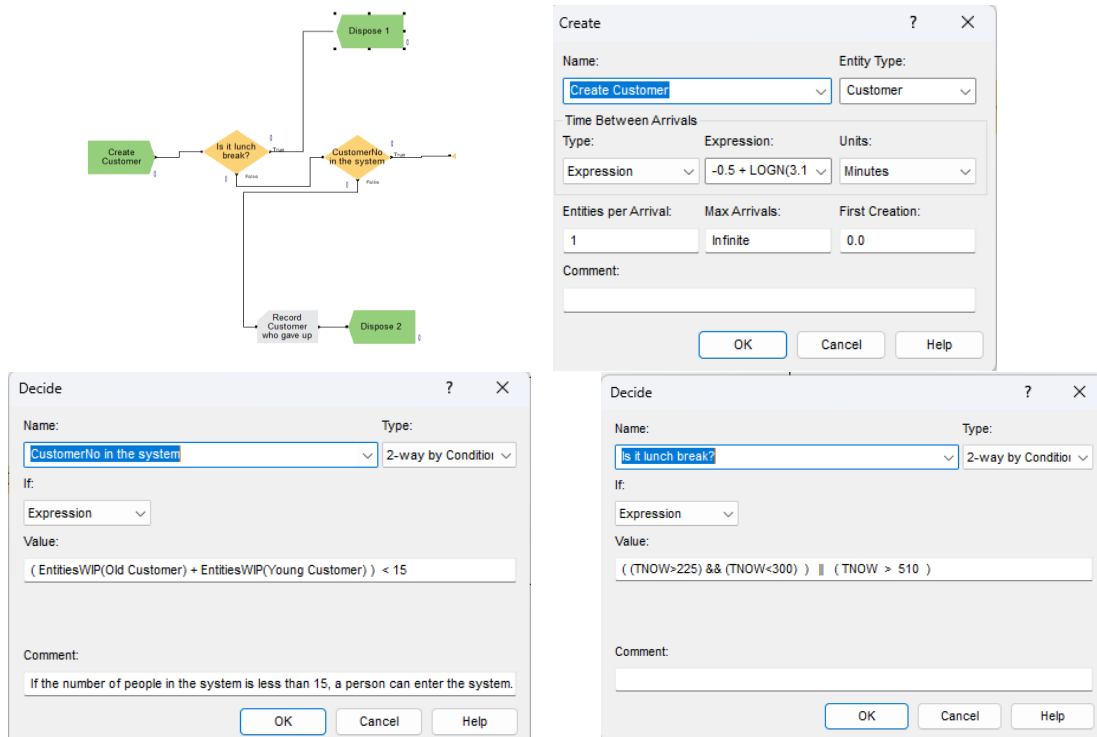 Dispose 1
Is it lunch
break?
True
False
Create
Customer
CustomerNo
in the system
True
False
Record
Customer
who gave up
Dispose 2
Create
?
Name:
Entity Type:
Create Customer
Customer
Time Between Arrivals
Type:
Expression:
Units:
Expression
-0.5 + LOGN(3.1
Minutes
Entities per Arrival:
Max Arrivals:
First Creation:
1
Infinite
0.0
Comment:
OK
Cancel
Help
Decide
?
Name:
Type:
CustomerNo in the system
2-way by Condition
If:
Expression
Value:
( EntitiesWIP(Old Customer) + EntitiesWIP(Young Customer) ) < 15
Comment:
If the number of people in the system is less than 15, a person can enter the system.
OK
Cancel
Help
Decide
?
Name:
Type:
Is it lunch break?
2-way by Condition
If:
Expression
Value:
( (TNOW>225) && (TNOW<300) ) || ( TNOW > 510 )
Comment:
OK
Cancel
Help